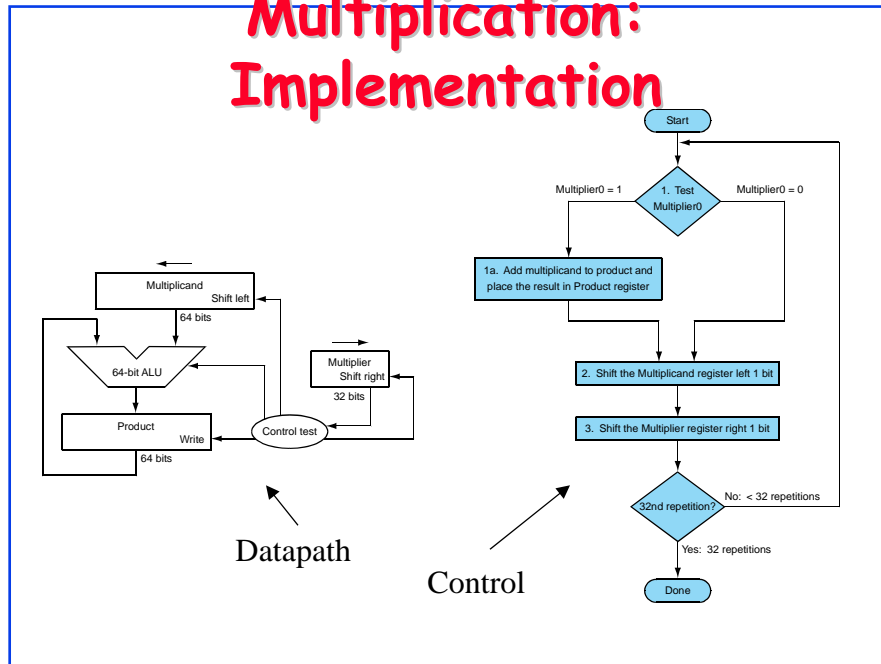 Multiplication:
Implementation
Multiplicand
Shift left
64 bits
64-bit ALU
Product
Write
64 bits
Multiplier
Shift right
32 bits
Control test
Datapath
Start
Multiplier0 = 1
1. Test
Multiplier0
Multiplier0 = 0
1a. Add multiplicand to product and
place the result in Product register
2. Shift the Multiplicand register left 1 bit
3. Shift the Multiplier register right 1 bit
32nd repetition?
No: < 32 repetitions
Yes: 32 repetitions
Done
Control